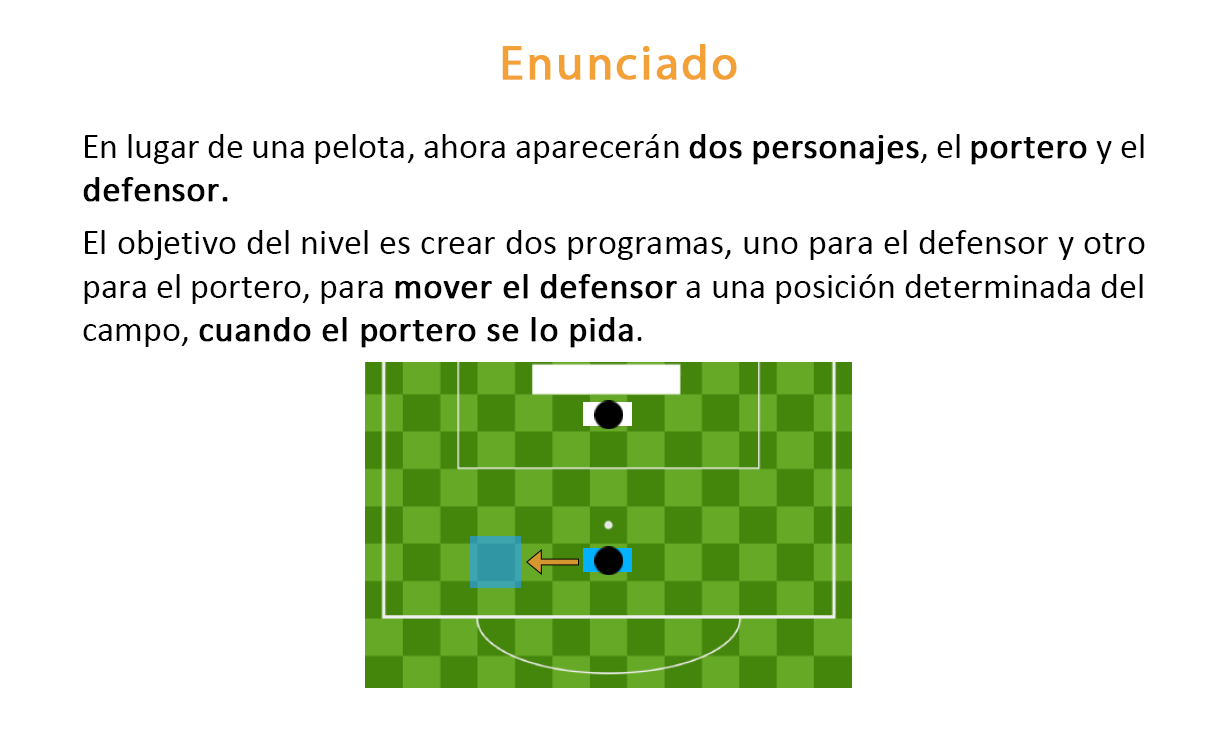 Enunciado
En lugar de una pelota, ahora aparecerán dos personajes, el portero y el
defensor.
El objetivo del nivel es crear dos programas, uno para el defensor y otro
para el portero, para mover el defensor a una posición determinada del
campo, cuando el portero se lo pida.